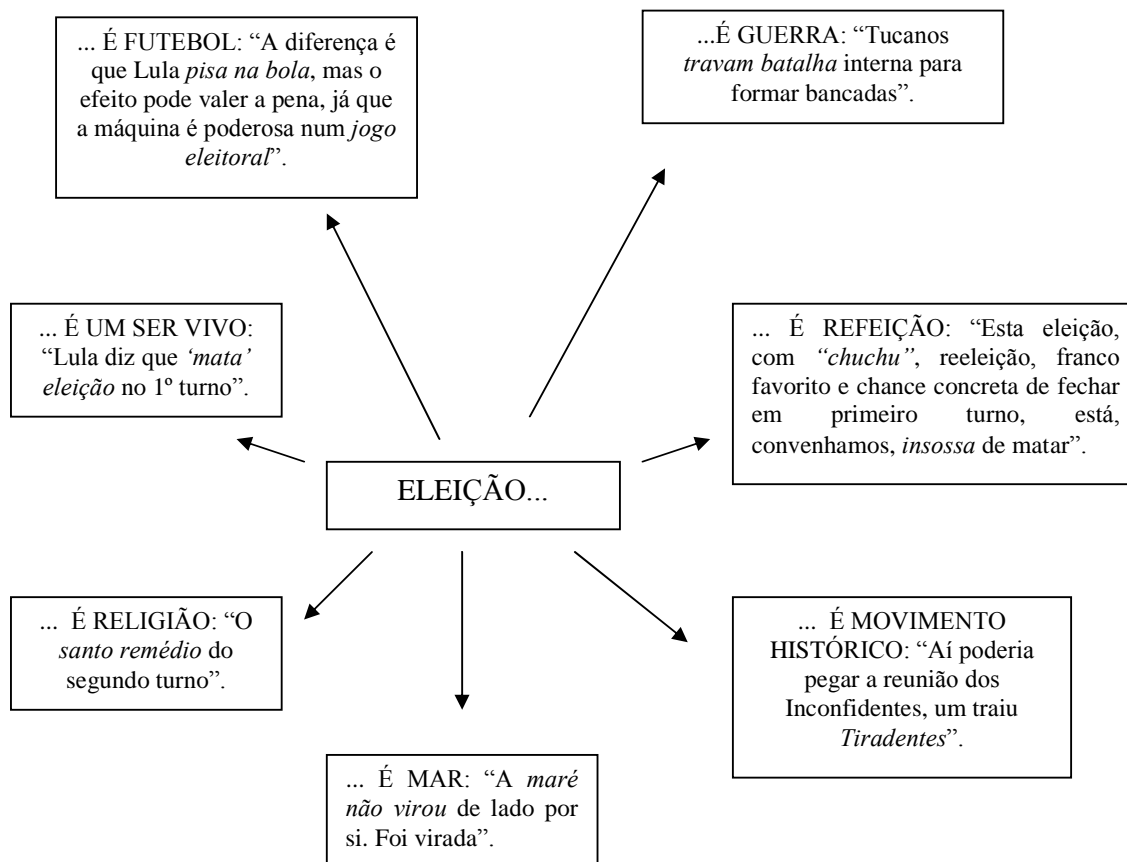 ... É FUTEBOL: “A diferença é
que Lula pisa na bola, mas o
efeito pode valer a pena, já que
a máquina é poderosa num jogo
eleitoral”.
...É GUERRA: “Tucanos
travam batalha interna para
formar bancadas”.
... É UM SER VIVO:
“Lula diz que ‘mata’
eleição no 1º turno”.
... É REFEIÇÃO: “Esta eleição,
com “chuchu”, reeleição, franco
favorito e chance concreta de fechar
em primeiro turno, está,
convenhamos, insossa de matar”.
ELEIÇÃO...
... É RELIGIÃO: “O
santo remédio do
segundo turno”.
... É MOVIMENTO
HISTÓRICO: “Aí poderia
pegar a reunião dos
Inconfidentes, um traiu
Tiradentes”.
... É MAR: “A maré
não virou de lado por
si. Foi virada”.